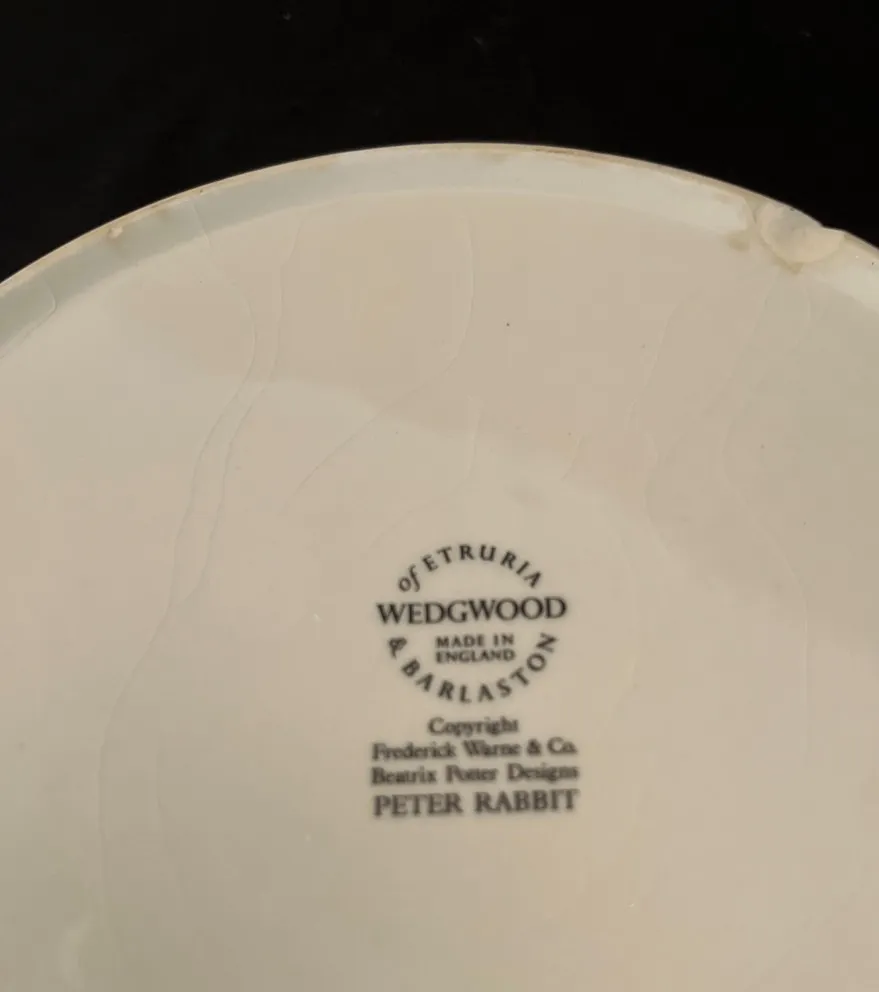 of ETRURIA
WEDGWOOD
MADE IN
ENGLAND
& BARLASTON
Copyright
Frederick Warne & Co.
Beatrix Potter Designs
PETER RABBIT